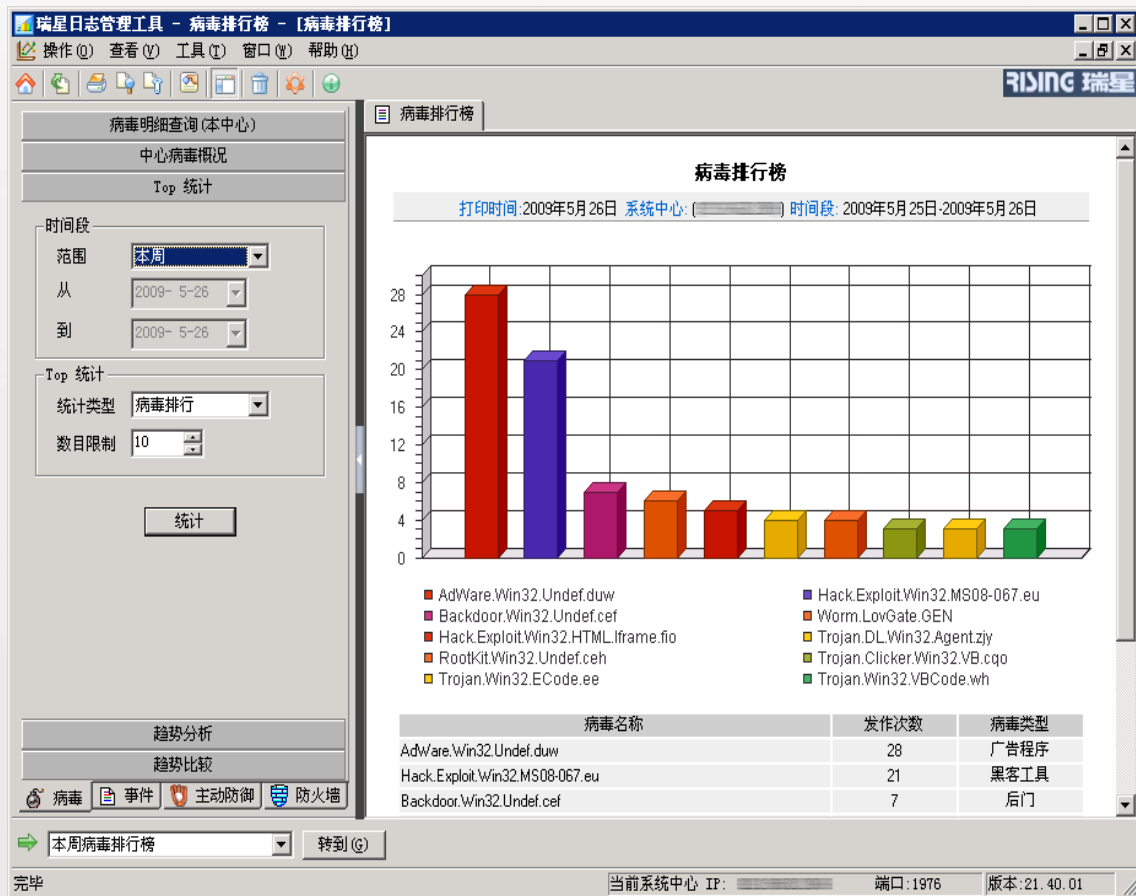 瑞星日志管理工具 - 病毒排行榜 - [病毒排行榜]
操作(O) 查看(V) 工具(T) 窗口(W) 帮助(H)
RISING 瑞星
病毒明细查询(本中心)
中心病毒概况
Top 统计
时间段
范围 本周
从 2009- 5-26
到 2009- 5-26
Top 统计
统计类型 病毒排行
数目限制 10
统计
趋势分析
趋势比较
病毒 事件 主动防御 防火墙
病毒排行榜
病毒排行榜
打印时间:2009年5月26日 系统中心: ( ) 时间段: 2009年5月25日-2009年5月26日
28
24
20
16
12
8
4
0
AdWare.Win32.Undef.duw Hack.Exploit.Win32.MS08-067.eu
Backdoor.Win32.Undef.cef Worm.LovGate.GEN
Hack.Exploit.Win32.HTML.Iframe.fio Trojan.DL.Win32.Agent.zjy
RootKit.Win32.Undef.ceh Trojan.Clicker.Win32.VB.cqo
Trojan.Win32.ECode.ee Trojan.Win32.VBCode.wh
病毒名称 发作次数 病毒类型
AdWare.Win32.Undef.duw 28 广告程序
Hack.Exploit.Win32.MS08-067.eu 21 黑客工具
Backdoor.Win32.Undef.cef 7 后门
本周病毒排行榜 转到(G)
完毕 当前系统中心 IP: 端口:1976 版本:21.40.01